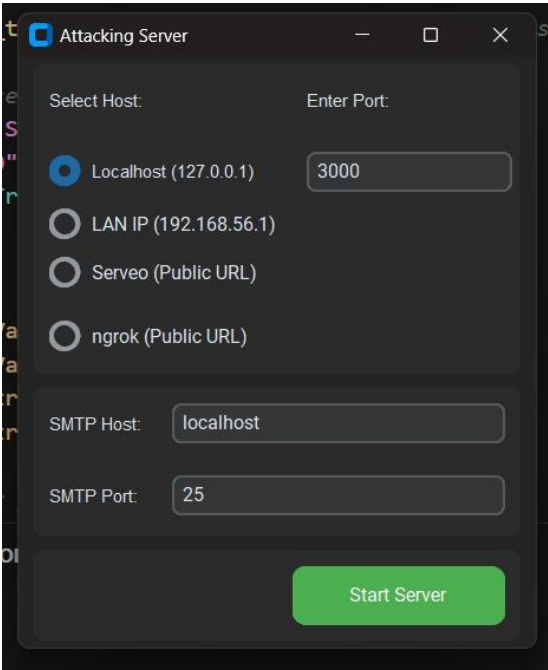 Attacking Server
Select Host:
Enter Port:
Localhost (127.0.0.1)
3000
LAN IP (192.168.56.1)
Serveo (Public URL)
ngrok (Public URL)
SMTP Host:
localhost
SMTP Port:
25
Start Server